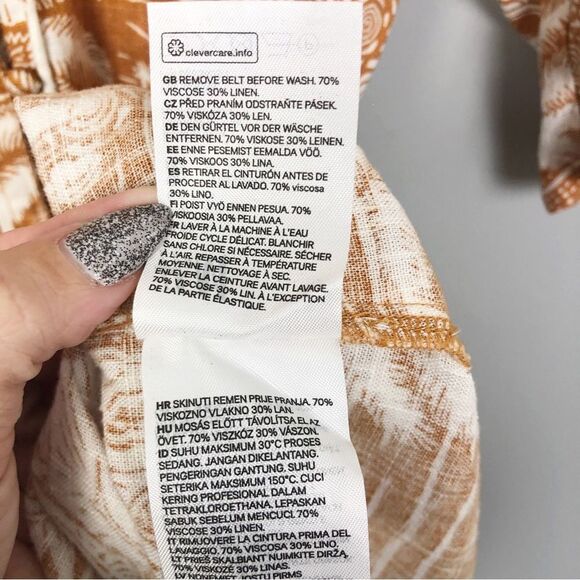 clevercare.info
GB REMOVE BELT BEFORE WASH. 70%
VISCOSE 30% LINEN.
CZ PŘED PRANÍM ODSTRAŇTE PÁSEK.
70% VISKÓZA 30% LEN.
DE DEN GÜRTEL VOR DER WÄSCHE
ENTFERNEN. 70% VISKOSE 30% LEINEN.
EE ENNE PESEMIST EEMALDA VÖÖ.
70% VISKOOS 30% LINA.
ES RETIRAR EL CINTURÓN ANTES DE
PROCEDER AL LAVADO. 70% viscosa
30% LINO.
FI POIST VYÖ ENNEN PESUA. 70%
VISKOOSIA 30% PELLAVAA.
FR LAVER À LA MACHINE À L'EAU
FROIDE CYCLE DÉLICAT. BLANCHIR
SANS CHLORE SI NÉCESSAIRE. SÉCHER
À L'AIR. REPASSER À TEMPÉRATURE
MOYENNE. NETTOYAGE À SEC.
ENLEVER LA CEINTURE AVANT LAVAGE.
70% VISCOSE 30% LIN. À L'EXCEPTION
DE LA PARTIE ÉLASTIQUE.
HR SKINUTI REMEN PRIJE PRANJA. 70%
VISKOZNO VLAKNO 30% LAN.
HU MOSÁS ELŐTT TÁVOLÍTSA EL AZ
ÖVET. 70% VISZKÓZ 30% VÁSZON.
ID SUHU MAKSIMUM 30°C PROSES
SEDANG. JANGAN DIKELANTANG.
PENGERINGAN GANTUNG. SUHU
SETERIKA MAKSIMUM 150°C. CUCI
KERING PROFESIONAL DALAM
TETRAKLOROETHANA. LEPASKAN
SABUK SEBELUM MENCUCI. 70%
VISCOSE 30% LINEN.
IT RIMUOVERE LA CINTURA PRIMA DEL
LAVAGGIO. 70% VISCOSA 30% LINO.
LT PRIEŠ SKALBIANT NUIMKITE DIRŽĄ.
70% VISKOZĖ 30% LINAS.
LV NOŅEMIET JOSTU PIRMS